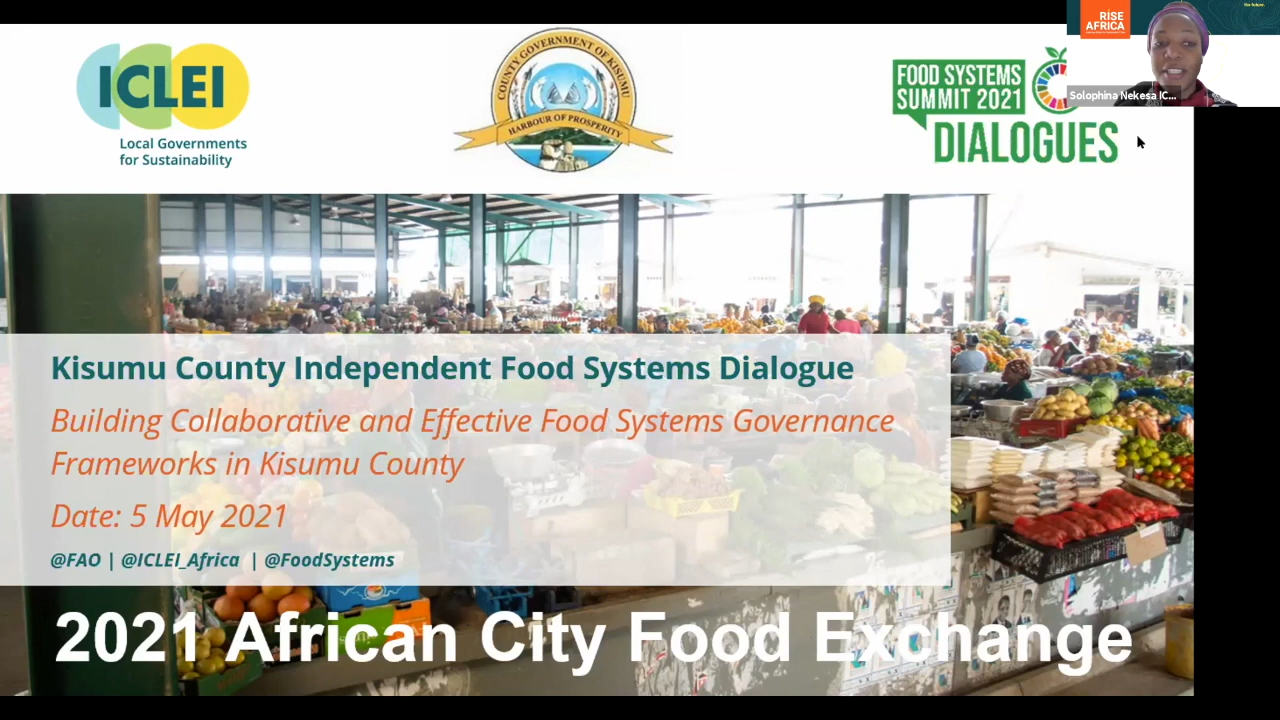 ICLEI
Local Governments
for Sustainability
COUNTY GOVERNMENT OF KISUMU
HARBOUR OF PROSPERITY
FOOD SYSTEMS
SUMMIT 2021
DIALOGUES
RISE
AFRICA
the future.
Solophina Nekesa IC...
Kisumu County Independent Food Systems Dialogue
Building Collaborative and Effective Food Systems Governance
Frameworks in Kisumu County
Date: 5 May 2021
@FAO | @ICLEI_Africa | @FoodSystems
2021 African City Food Exchange